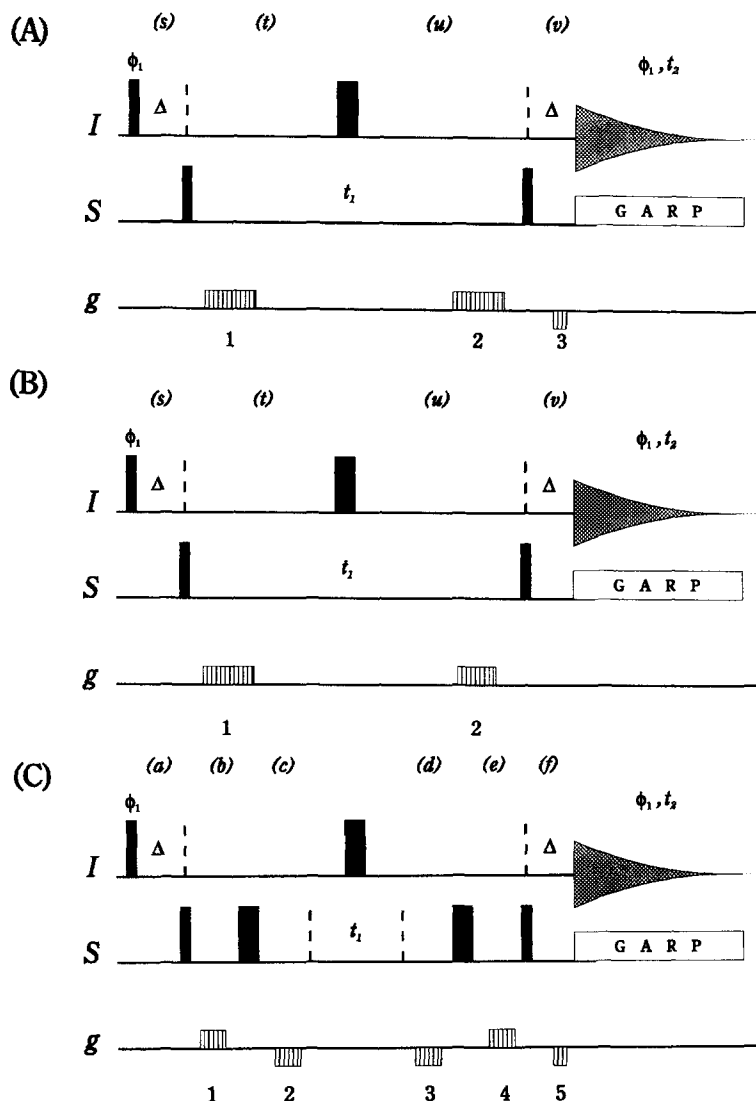 (A)
(s) (t) (u) (v)
ϕ₁ Δ Δ ϕ₁, t₂
I
S t₁ G A R P
g
1 2 3
(B)
(s) (t) (u) (v)
ϕ₁ Δ Δ ϕ₁, t₂
I
S t₁ G A R P
g
1 2
(C)
(a) (b) (c) (d) (e) (f)
ϕ₁ Δ Δ ϕ₁, t₂
I
S t₁ G A R P
g
1 2 3 4 5